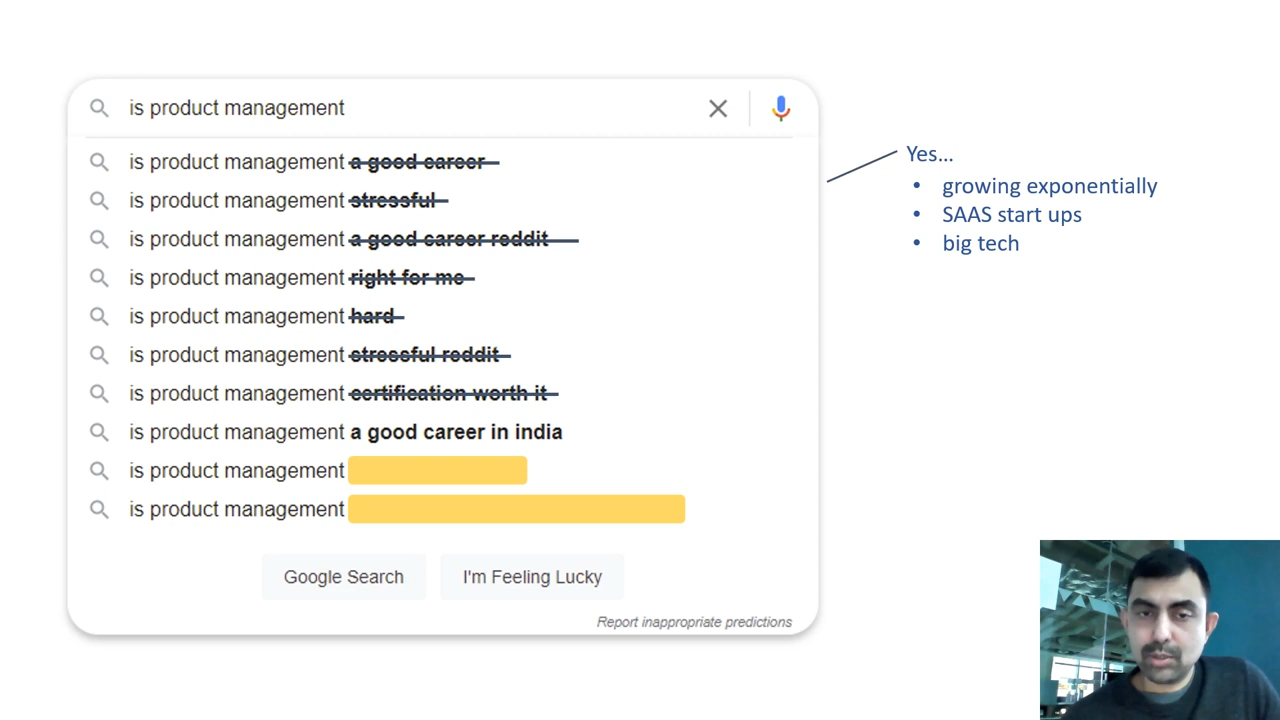 is product management
is product management a good career
is product management stressful
is product management a good career reddit
is product management right for me
is product management hard
is product management stressful reddit
is product management certification worth it
is product management a good career in india
is product management
is product management
Google Search
I'm Feeling Lucky
Report inappropriate predictions
Yes...
• growing exponentially
• SAAS start ups
• big tech